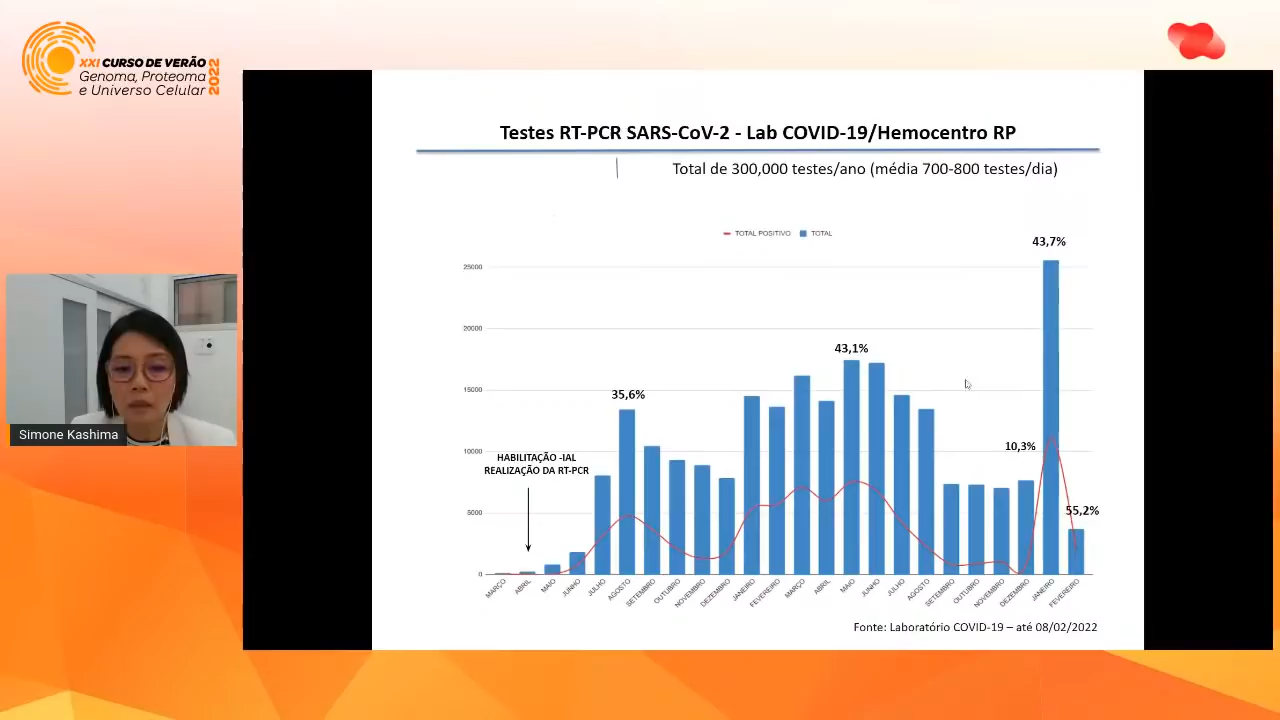 XXI CURSO DE VERÃO
Genoma, Proteoma
e Universo Celular
2022
Testes RT-PCR SARS-CoV-2 - Lab COVID-19/Hemocentro RP
Total de 300,000 testes/ano (média 700-800 testes/dia)
TOTAL POSITIVO TOTAL
43,7%
25000
20000
43,1%
15000
35,6%
10,3%
10000
HABILITAÇÃO -IAL
REALIZAÇÃO DA RT-PCR
55,2%
5000
0
MARÇO
ABRIL
MAIO
JUNHO
JULHO
AGOSTO
SETEMBRO
OUTUBRO
NOVEMBRO
DEZEMBRO
JANEIRO
FEVEREIRO
MARÇO
ABRIL
MAIO
JUNHO
JULHO
AGOSTO
SETEMBRO
OUTUBRO
NOVEMBRO
DEZEMBRO
JANEIRO
FEVEREIRO
Fonte: Laboratório COVID-19 – até 08/02/2022
Simone Kashima